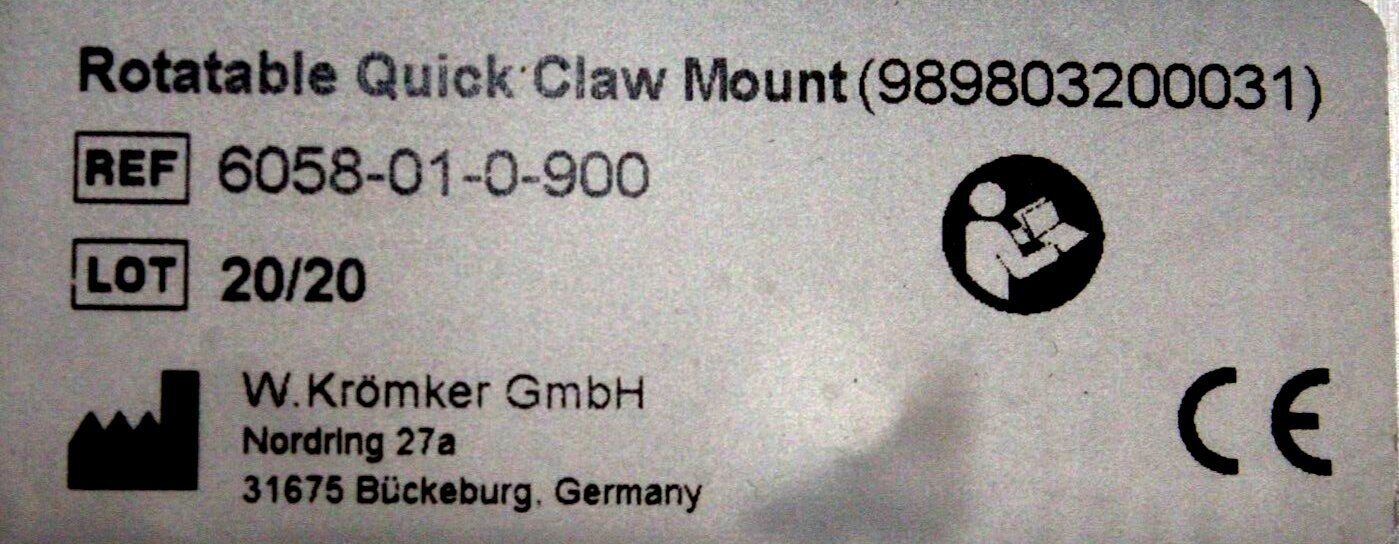 Rotatable Quick Claw Mount (989803200031)
REF 6058-01-0-900
LOT 20/20
W.Krömker GmbH
Nordring 27a
31675 Bückeburg, Germany
CE